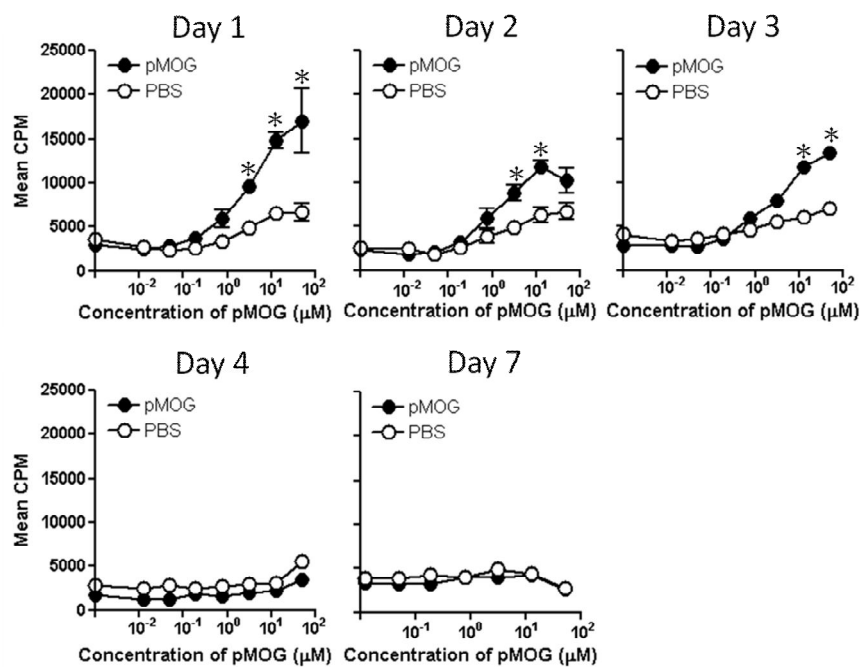 Day 1
Day 2
Day 3
25000
20000
15000
10000
5000
0
Mean CPM
pMOG
PBS
* * *
10⁻² 10⁻¹ 10⁰ 10¹ 10²
Concentration of pMOG (µM)
pMOG
PBS
* *
10⁻² 10⁻¹ 10⁰ 10¹ 10²
Concentration of pMOG (µM)
pMOG
PBS
* *
10⁻² 10⁻¹ 10⁰ 10¹ 10²
Concentration of pMOG (µM)
Day 4
Day 7
25000
20000
15000
10000
5000
0
Mean CPM
pMOG
PBS
10⁻² 10⁻¹ 10⁰ 10¹ 10²
Concentration of pMOG (µM)
pMOG
PBS
10⁻¹ 10⁰ 10¹ 10²
Concentration of pMOG (µM)